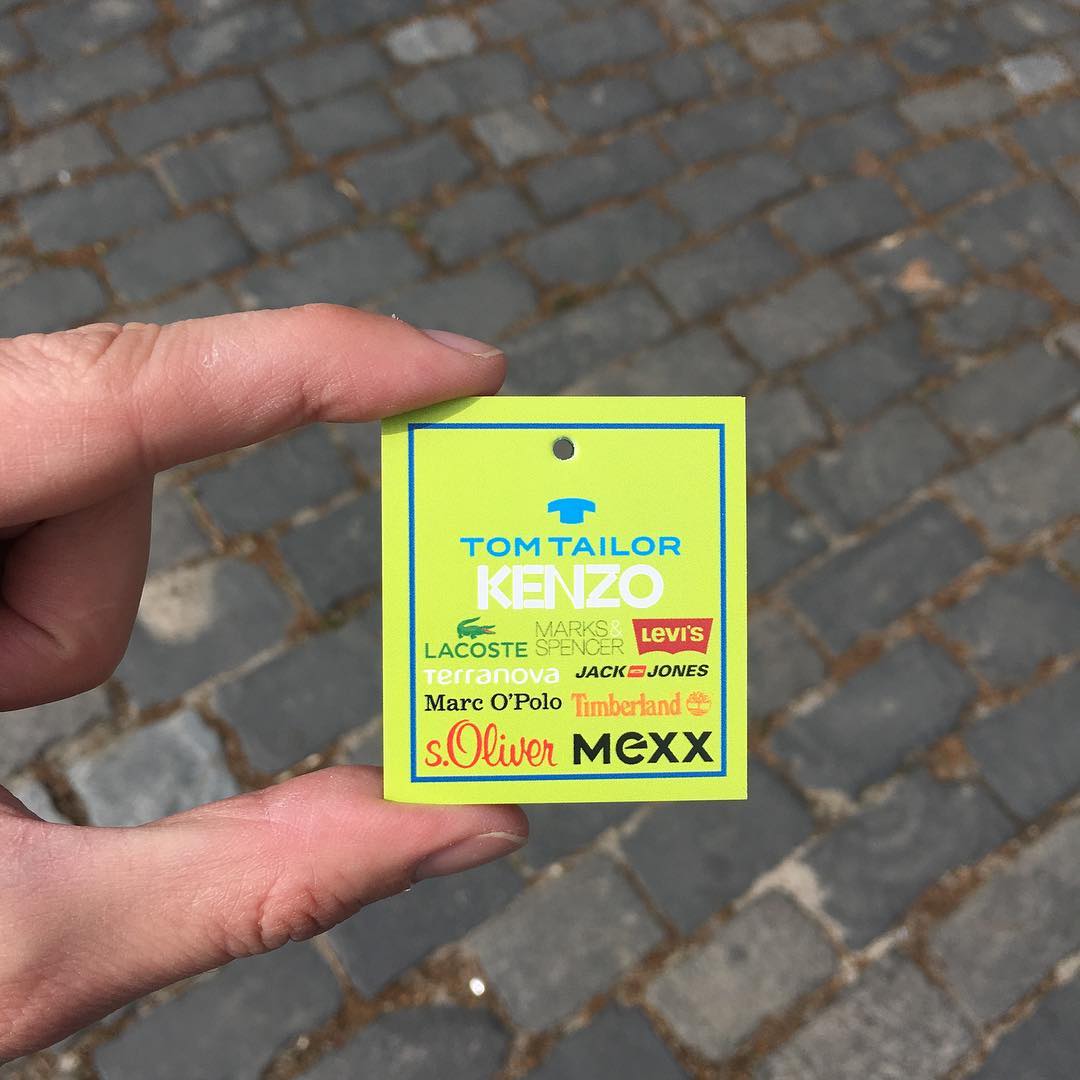 TOM TAILOR
KENZO
LACOSTE MARKS& SPENCER LEVI'S
Terranova JACK JONES
Marc O'Polo Timberland
s.Oliver MEXX